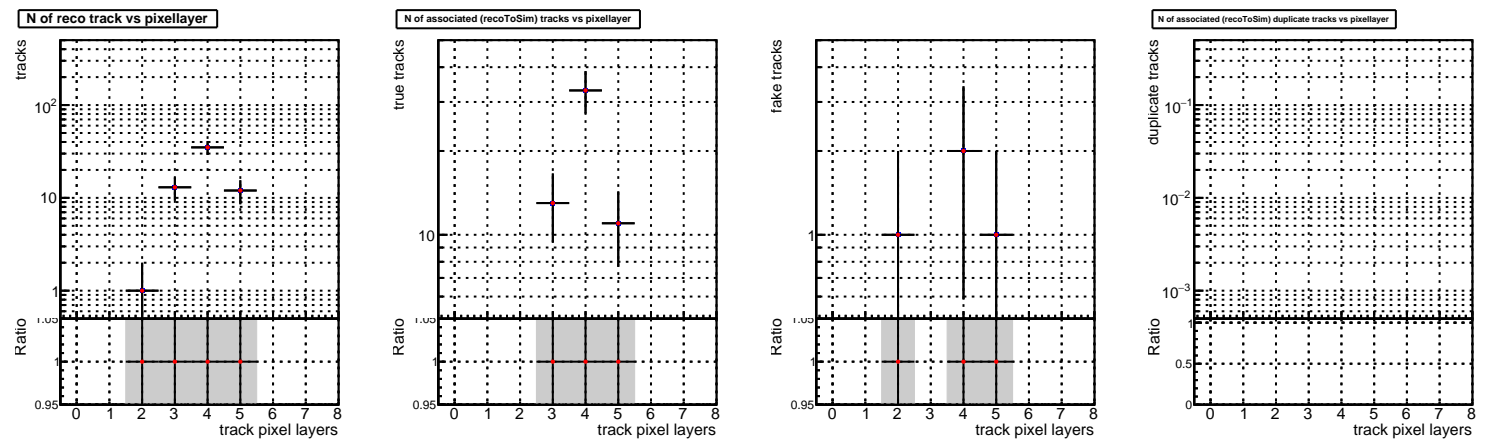 N of reco track vs pixellayer
tracks
10²
10
1
Ratio
1.05
1
0.95
0 1 2 3 4 5 6 7 8
track pixel layers
N of associated (recoToSim) tracks vs pixellayer
true tracks
10
Ratio
1.05
1
0.95
0 1 2 3 4 5 6 7 8
track pixel layers
fake tracks
1
Ratio
1.05
1
0.95
0 1 2 3 4 5 6 7 8
track pixel layers
N of associated (recoToSim) duplicate tracks vs pixellayer
duplicate tracks
10⁻¹
10⁻²
10⁻³
Ratio
1
0.5
0
0 1 2 3 4 5 6 7 8
track pixel layers